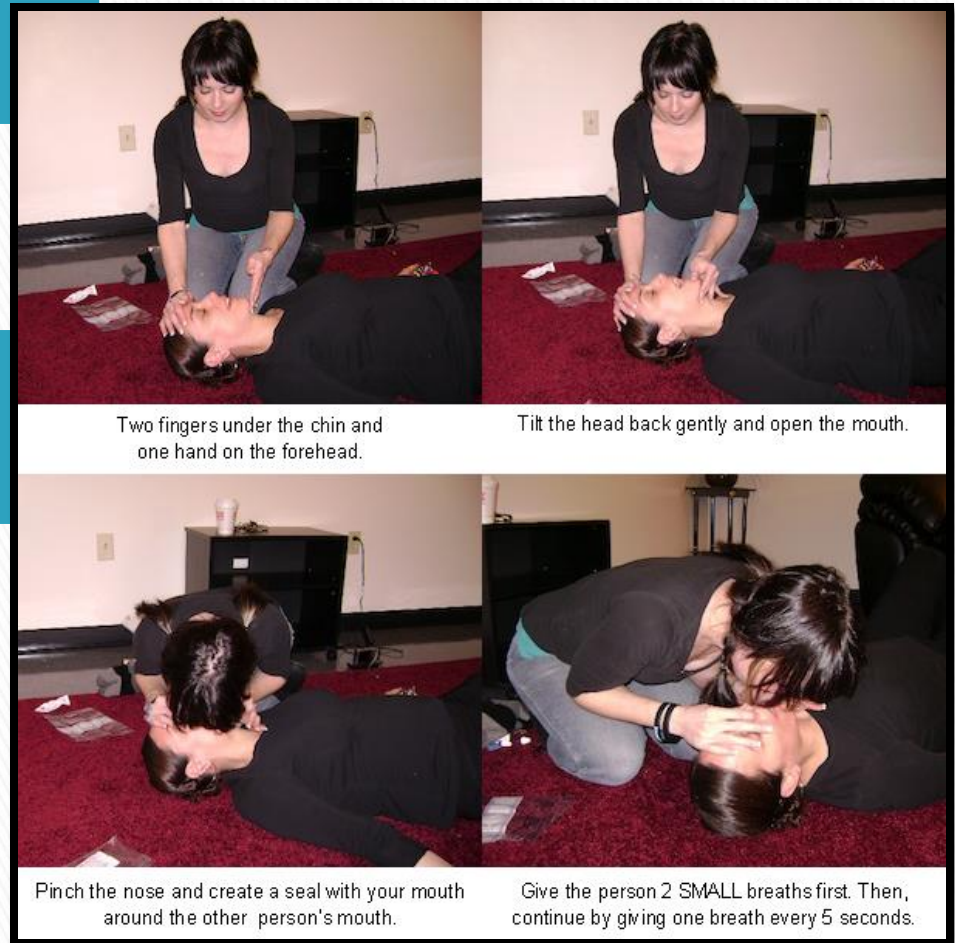 Two fingers under the chin and
one hand on the forehead.
Tilt the head back gently and open the mouth.
Pinch the nose and create a seal with your mouth
around the other person's mouth.
Give the person 2 SMALL breaths first. Then,
continue by giving one breath every 5 seconds.